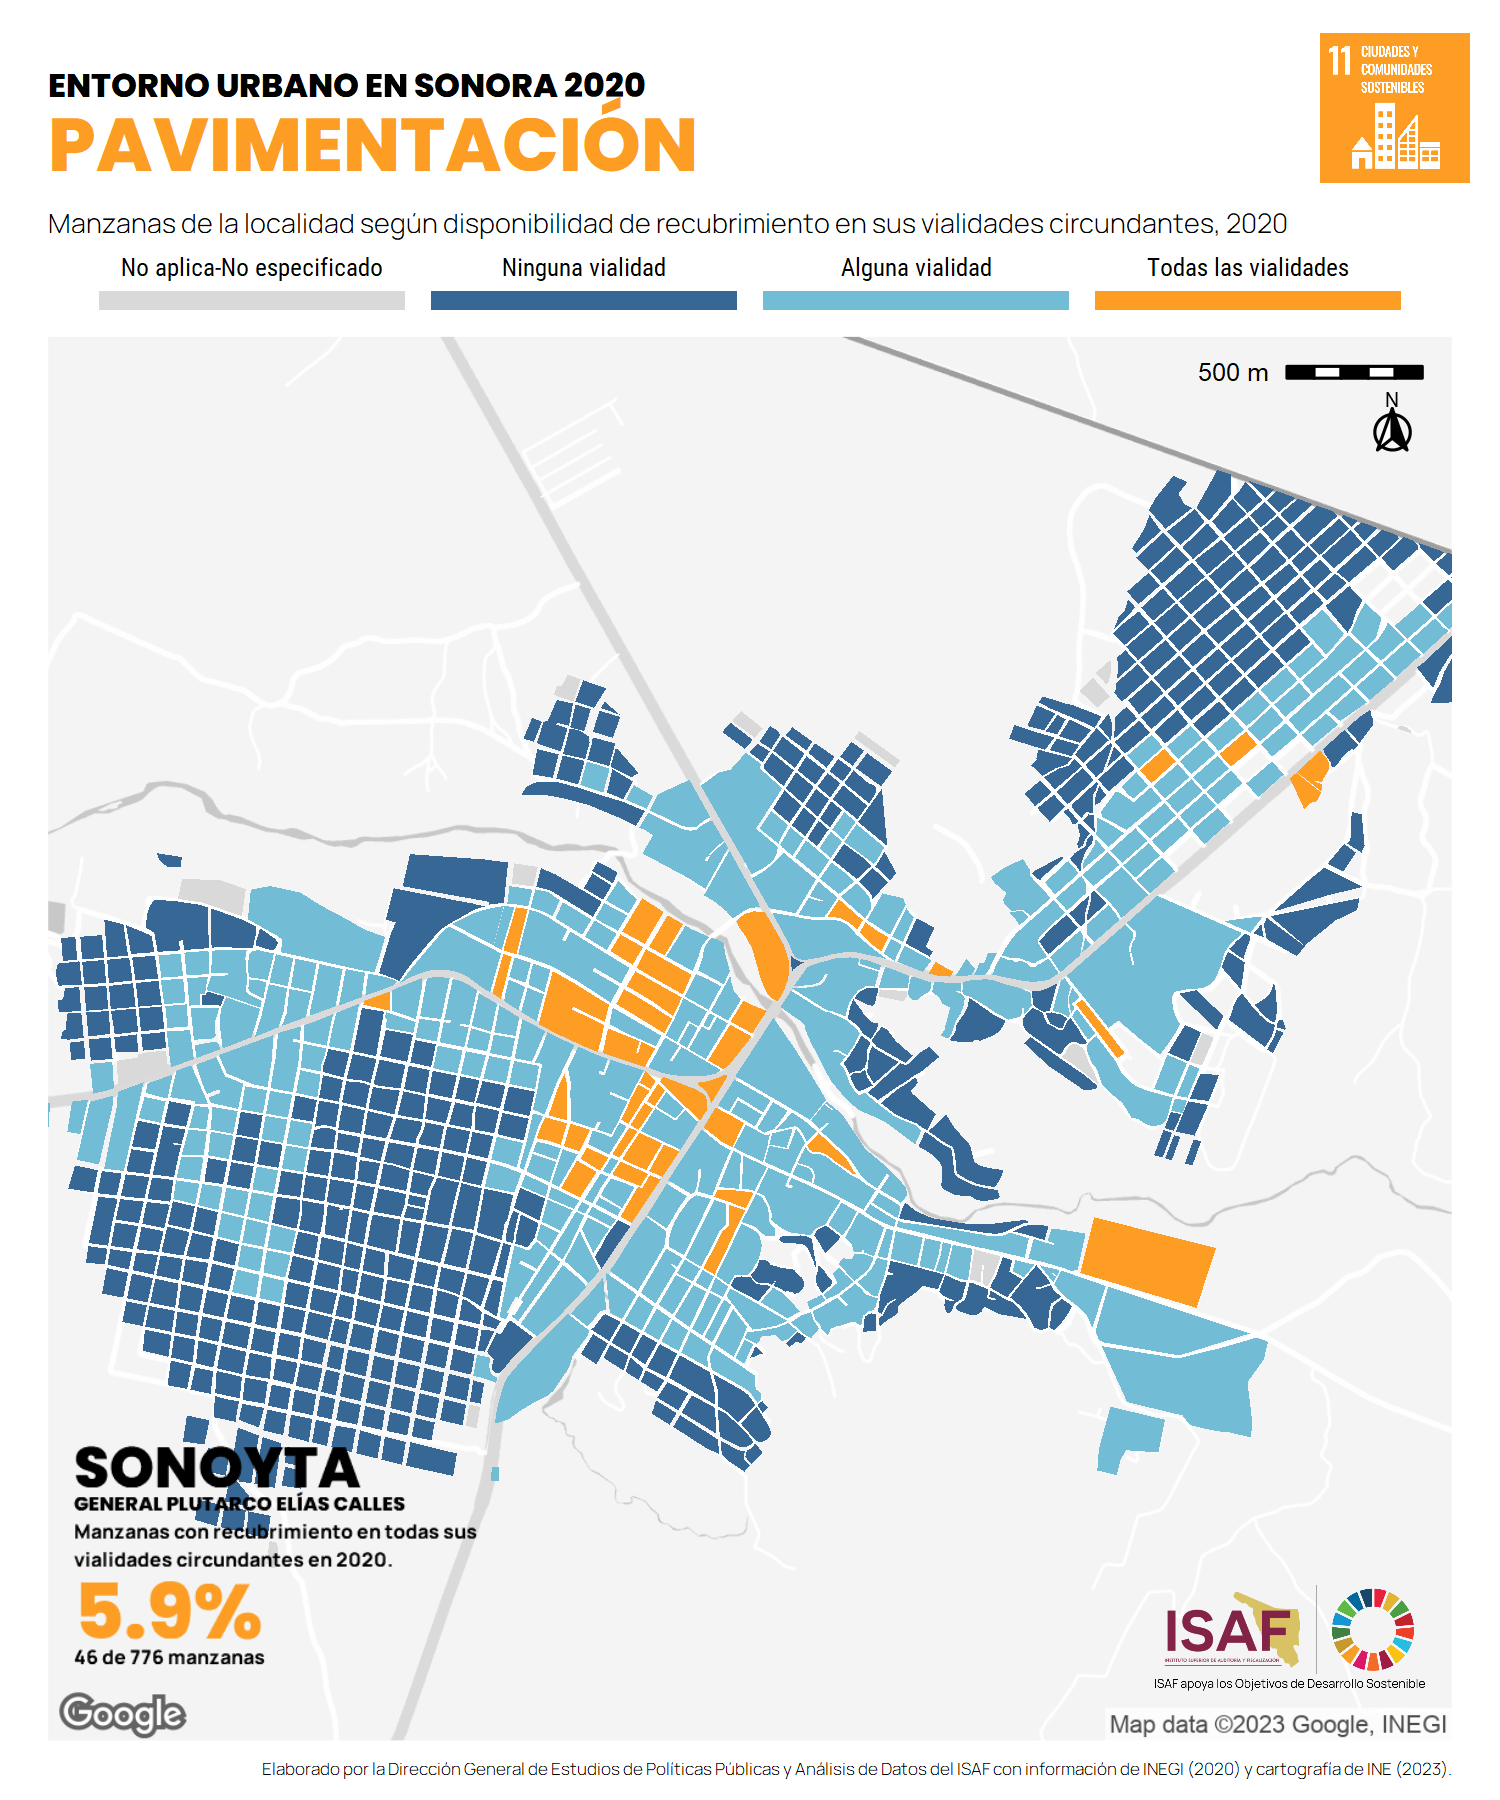 ENTORNO URBANO EN SONORA 2020
PAVIMENTACIÓN
11 CIUDADES Y
COMUNIDADES
SOSTENIBLES
Manzanas de la localidad según disponibilidad de recubrimiento en sus vialidades circundantes, 2020
No aplica-No especificado
Ninguna vialidad
Alguna vialidad
Todas las vialidades
500 m
N
SONOYTA
GENERAL PLUTARCO ELÍAS CALLES
Manzanas con recubrimiento en todas sus
vialidades circundantes en 2020.
5.9%
46 de 776 manzanas
Google
ISAF
INSTITUTO SUPERIOR DE AUDITORÍA Y FISCALIZACIÓN
ISAF apoya los Objetivos de Desarrollo Sostenible
Map data ©2023 Google, INEGI
Elaborado por la Dirección General de Estudios de Políticas Públicas y Análisis de Datos del ISAF con información de INEGI (2020) y cartografía de INE (2023).